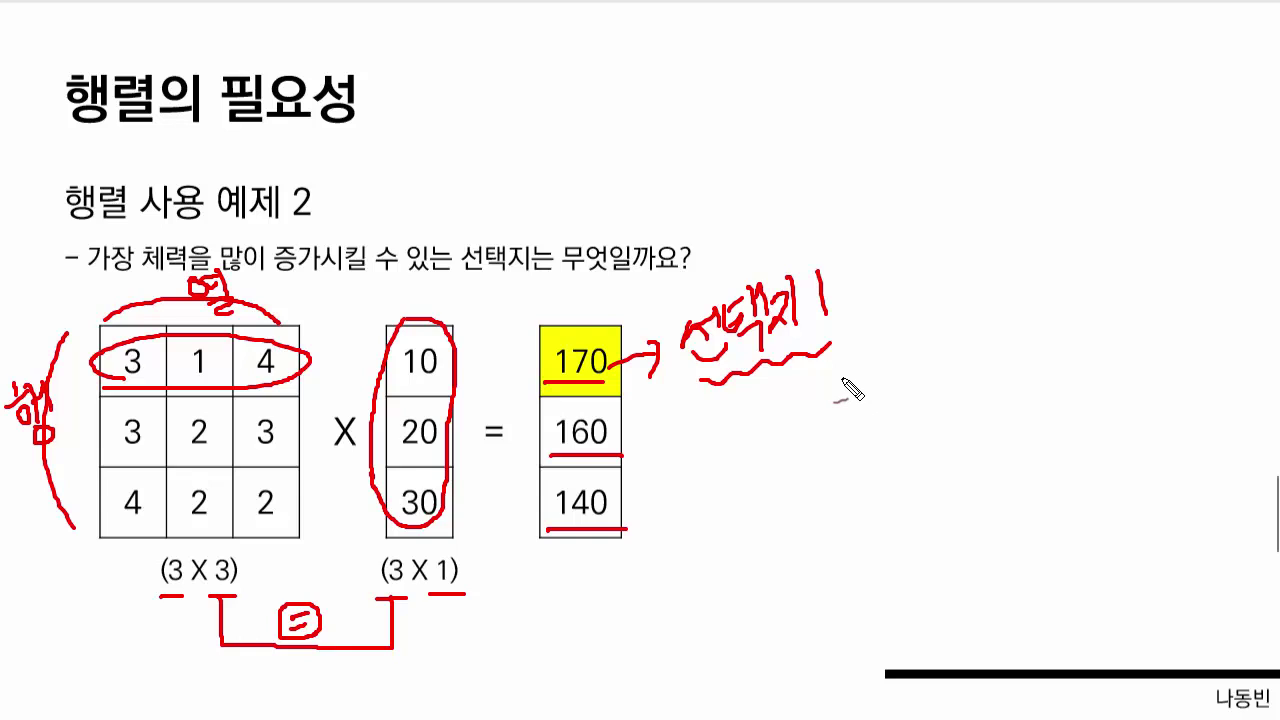 행렬의 필요성
행렬 사용 예제 2
- 가장 체력을 많이 증가시킬 수 있는 선택지는 무엇일까요?
열
선택지 1
행
3 1 4 10 170
3 2 3 X 20 = 160
4 2 2 30 140
(3 X 3) (3 X 1)
=
나동빈